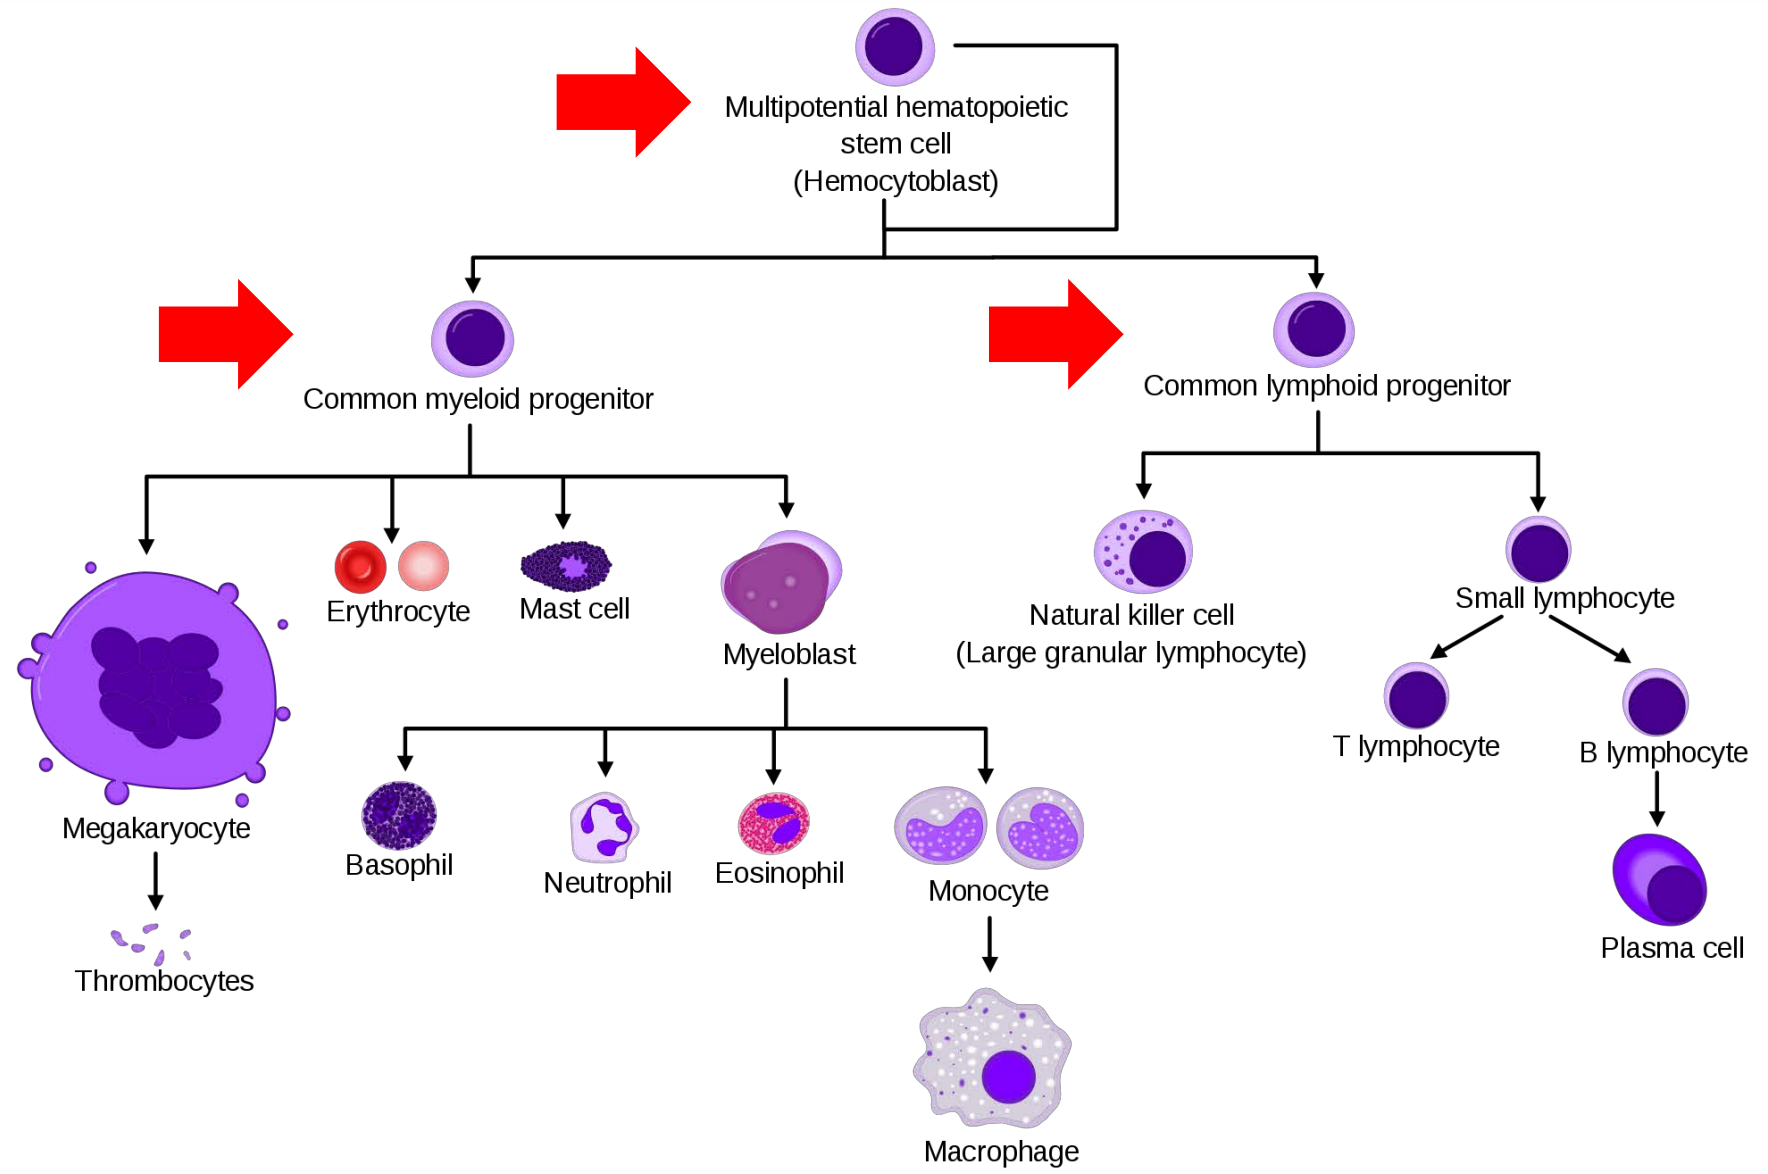 Multipotential hematopoietic
stem cell
(Hemocytoblast)
Common myeloid progenitor
Common lymphoid progenitor
Erythrocyte
Mast cell
Myeloblast
Natural killer cell
(Large granular lymphocyte)
Small lymphocyte
T lymphocyte
B lymphocyte
Megakaryocyte
Basophil
Neutrophil
Eosinophil
Monocyte
Plasma cell
Thrombocytes
Macrophage